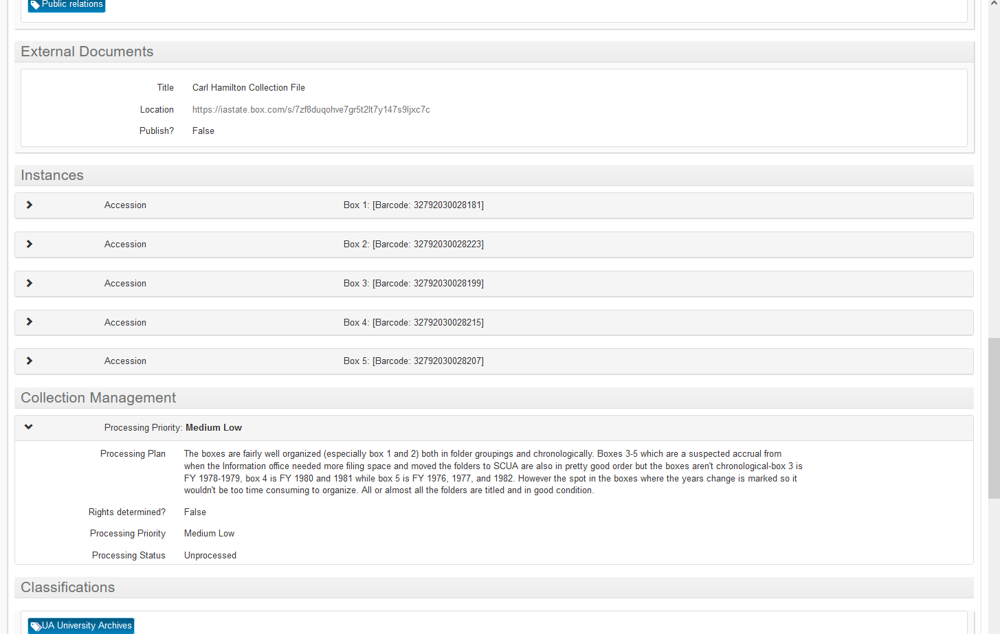 Public relations
External Documents
Title Carl Hamilton Collection File
Location https://iastate.box.com/s/7zf8duqohve7gr5t2lt7y147s9ljxc7c
Publish? False
Instances
Accession Box 1: [Barcode: 32792030028181]
Accession Box 2: [Barcode: 32792030028223]
Accession Box 3: [Barcode: 32792030028199]
Accession Box 4: [Barcode: 32792030028215]
Accession Box 5: [Barcode: 32792030028207]
Collection Management
Processing Priority: Medium Low
Processing Plan The boxes are fairly well organized (especially box 1 and 2) both in folder groupings and chronologically. Boxes 3-5 which are a suspected accrual from
when the Information office needed more filing space and moved the folders to SCUA are also in pretty good order but the boxes aren't chronological-box 3 is
FY 1978-1979, box 4 is FY 1980 and 1981 while box 5 is FY 1976, 1977, and 1982. However the spot in the boxes where the years change is marked so it
wouldn't be too time consuming to organize. All or almost all the folders are titled and in good condition.
Rights determined? False
Processing Priority Medium Low
Processing Status Unprocessed
Classifications
UA University Archives